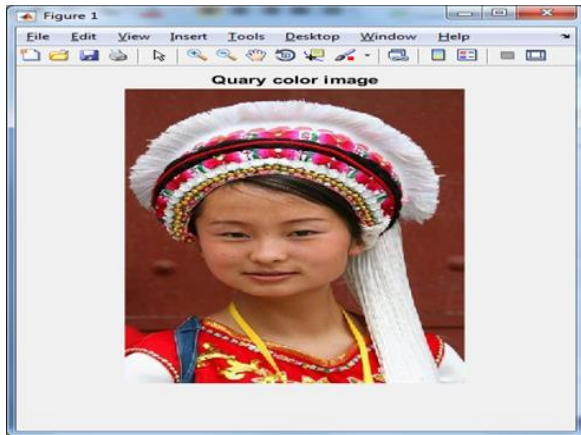 Figure 1
File Edit View Insert Tools Desktop Window Help
Quary color image